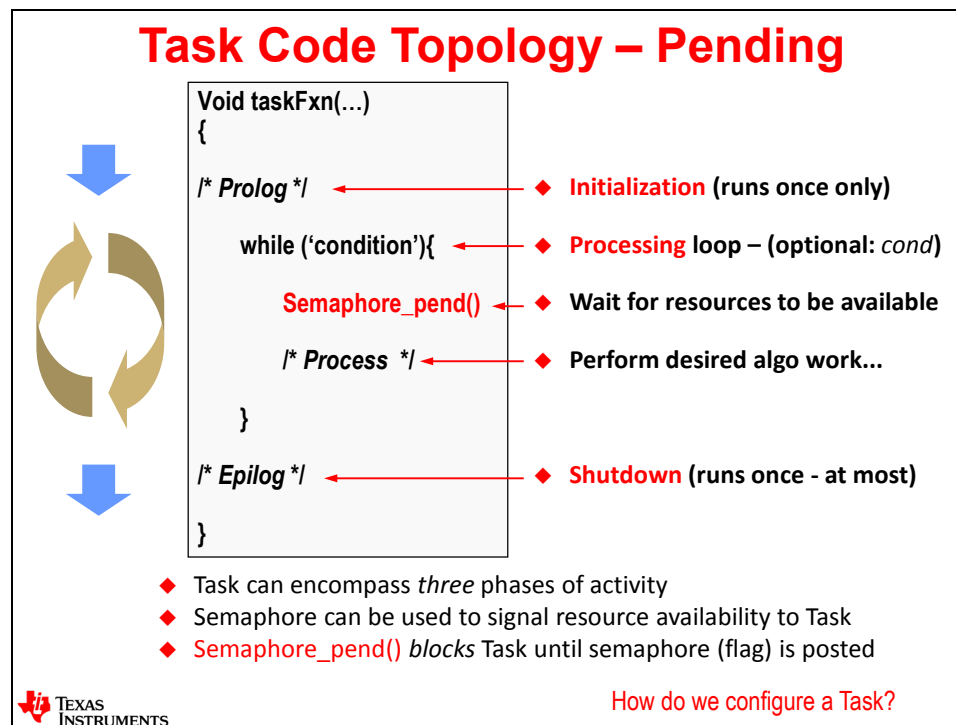 Task Code Topology – Pending
Void taskFxn(…)
{
/* Prolog */
◆ Initialization (runs once only)
while (‘condition’){
◆ Processing loop – (optional: cond)
Semaphore_pend()
◆ Wait for resources to be available
/* Process */
◆ Perform desired algo work...
}
/* Epilog */
◆ Shutdown (runs once - at most)
}
◆ Task can encompass three phases of activity
◆ Semaphore can be used to signal resource availability to Task
◆ Semaphore_pend() blocks Task until semaphore (flag) is posted
TEXAS
INSTRUMENTS
How do we configure a Task?